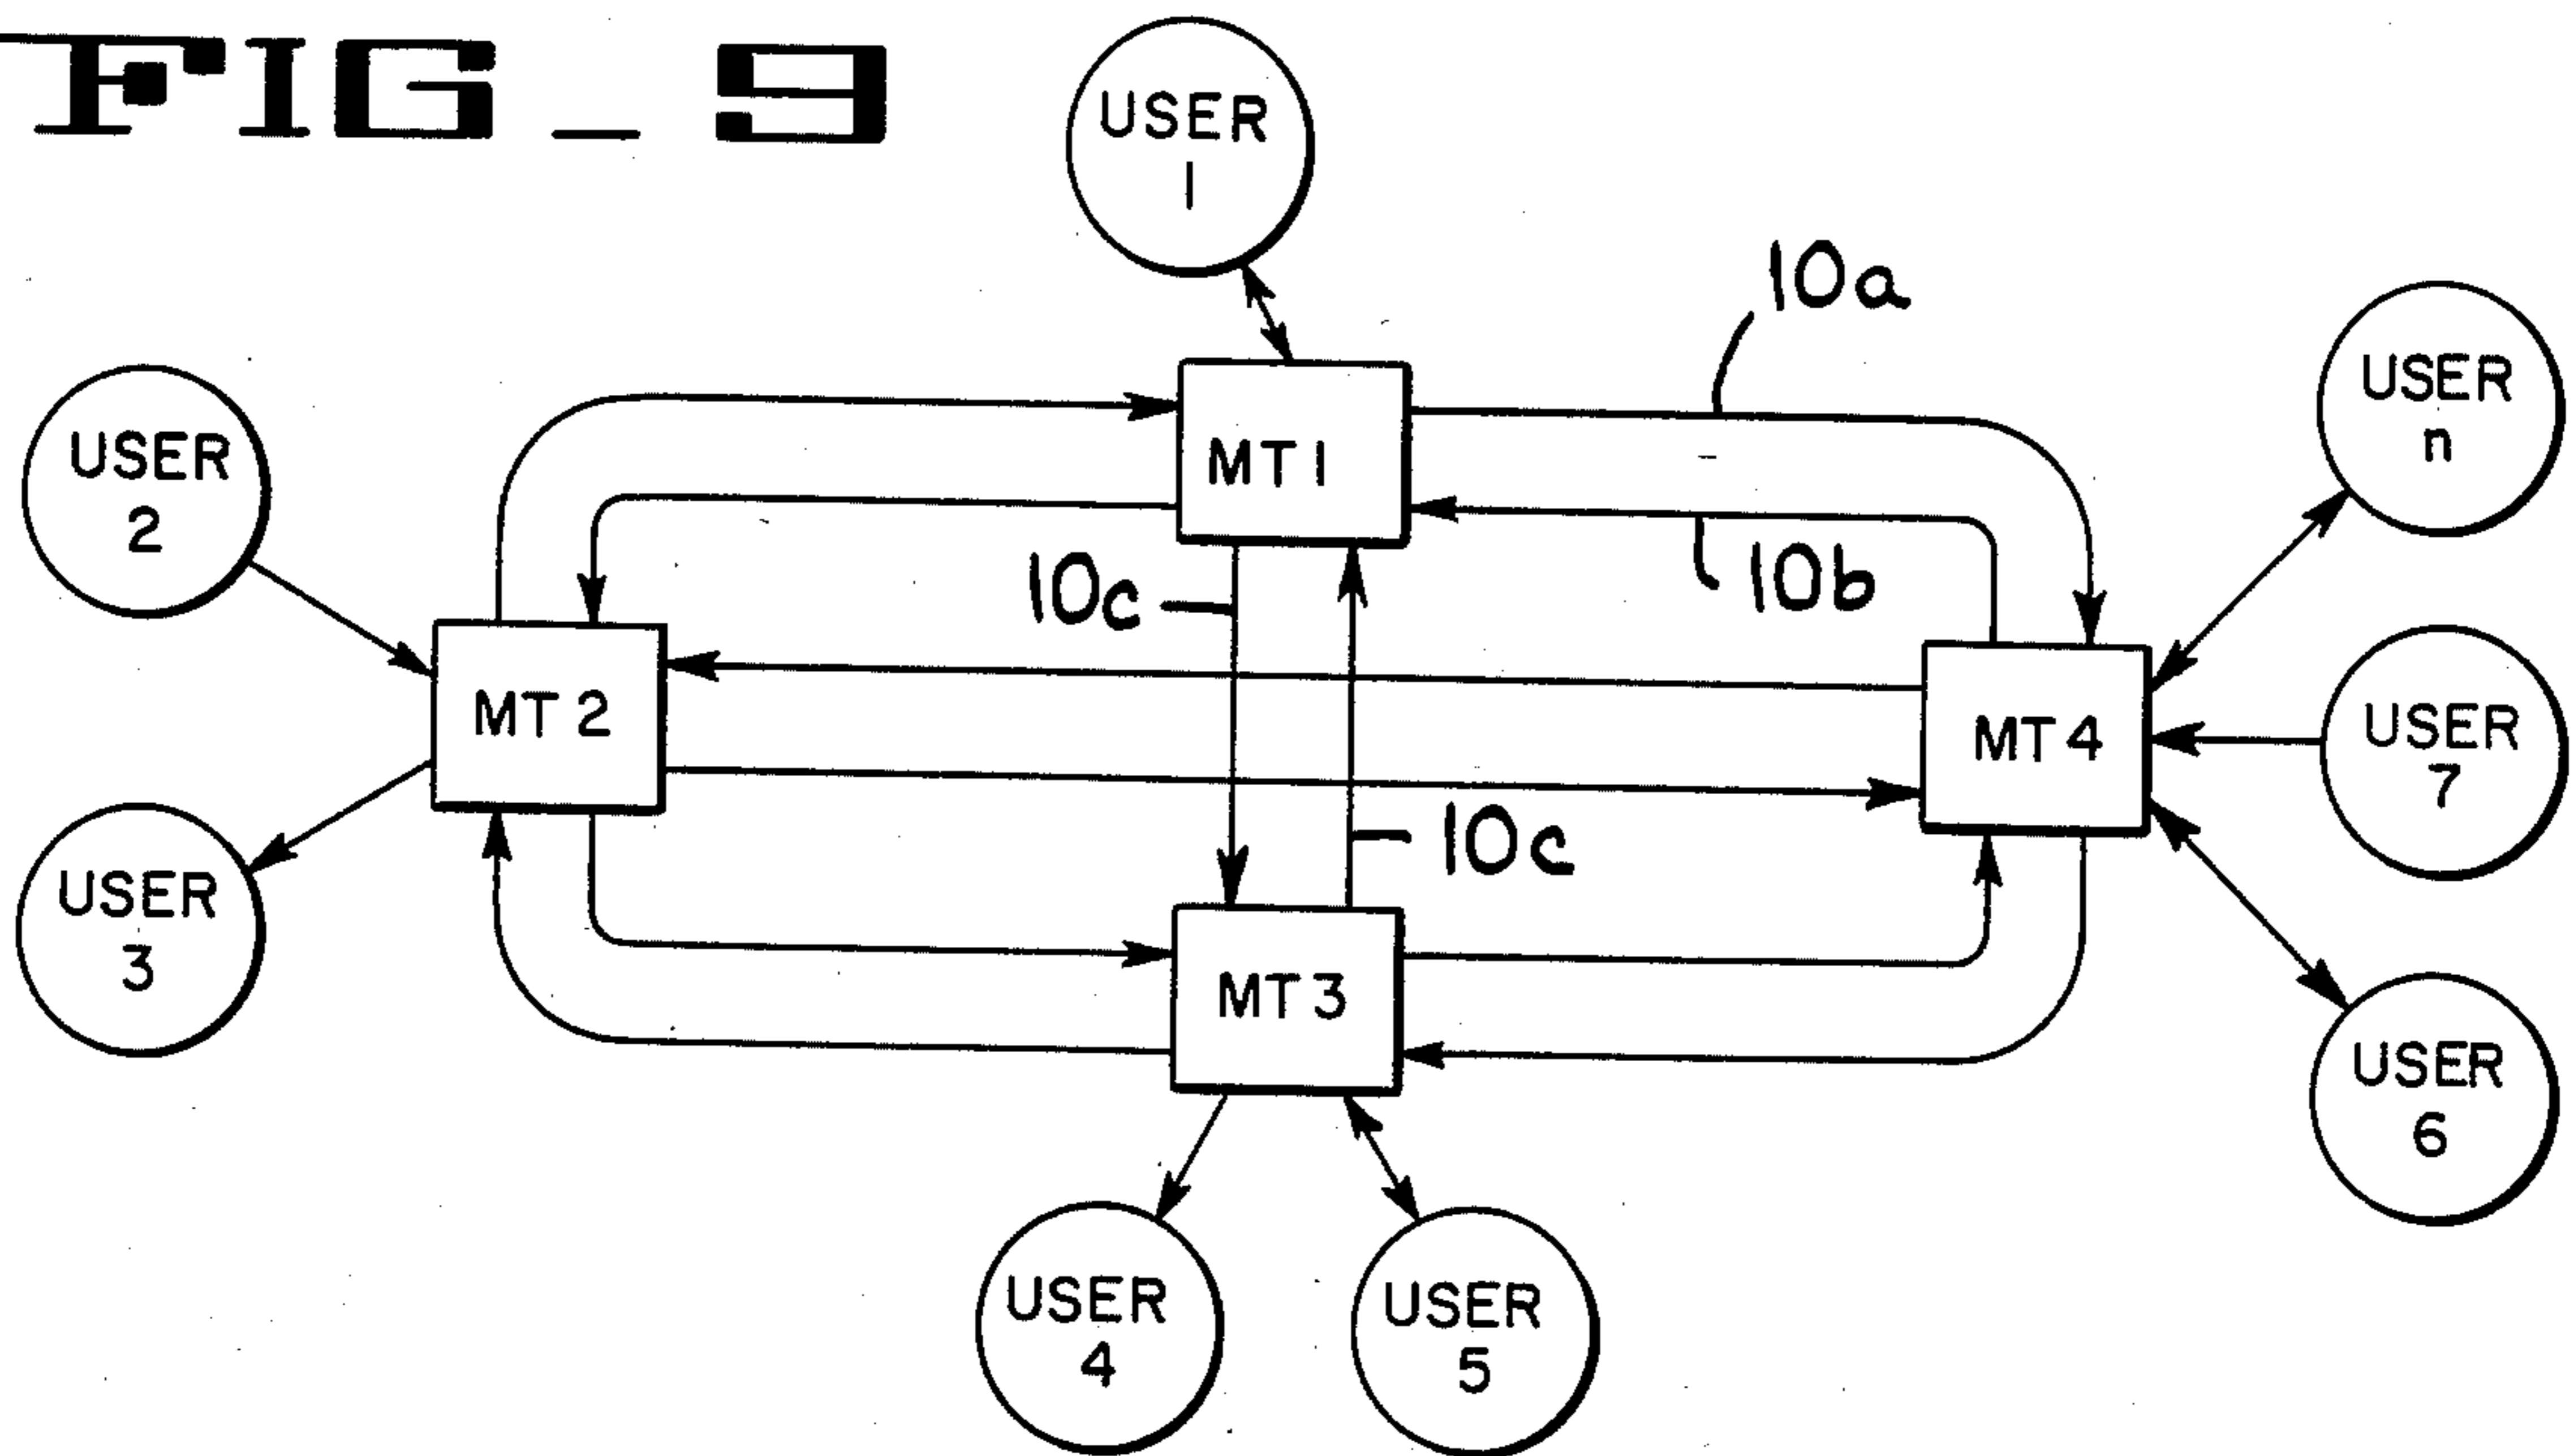 FIG_9
USER
1
10a
USER
n
USER
2
MT1
10c
10b
MT2
MT4
USER
7
USER
3
10c
MT3
USER
6
USER
4
USER
5